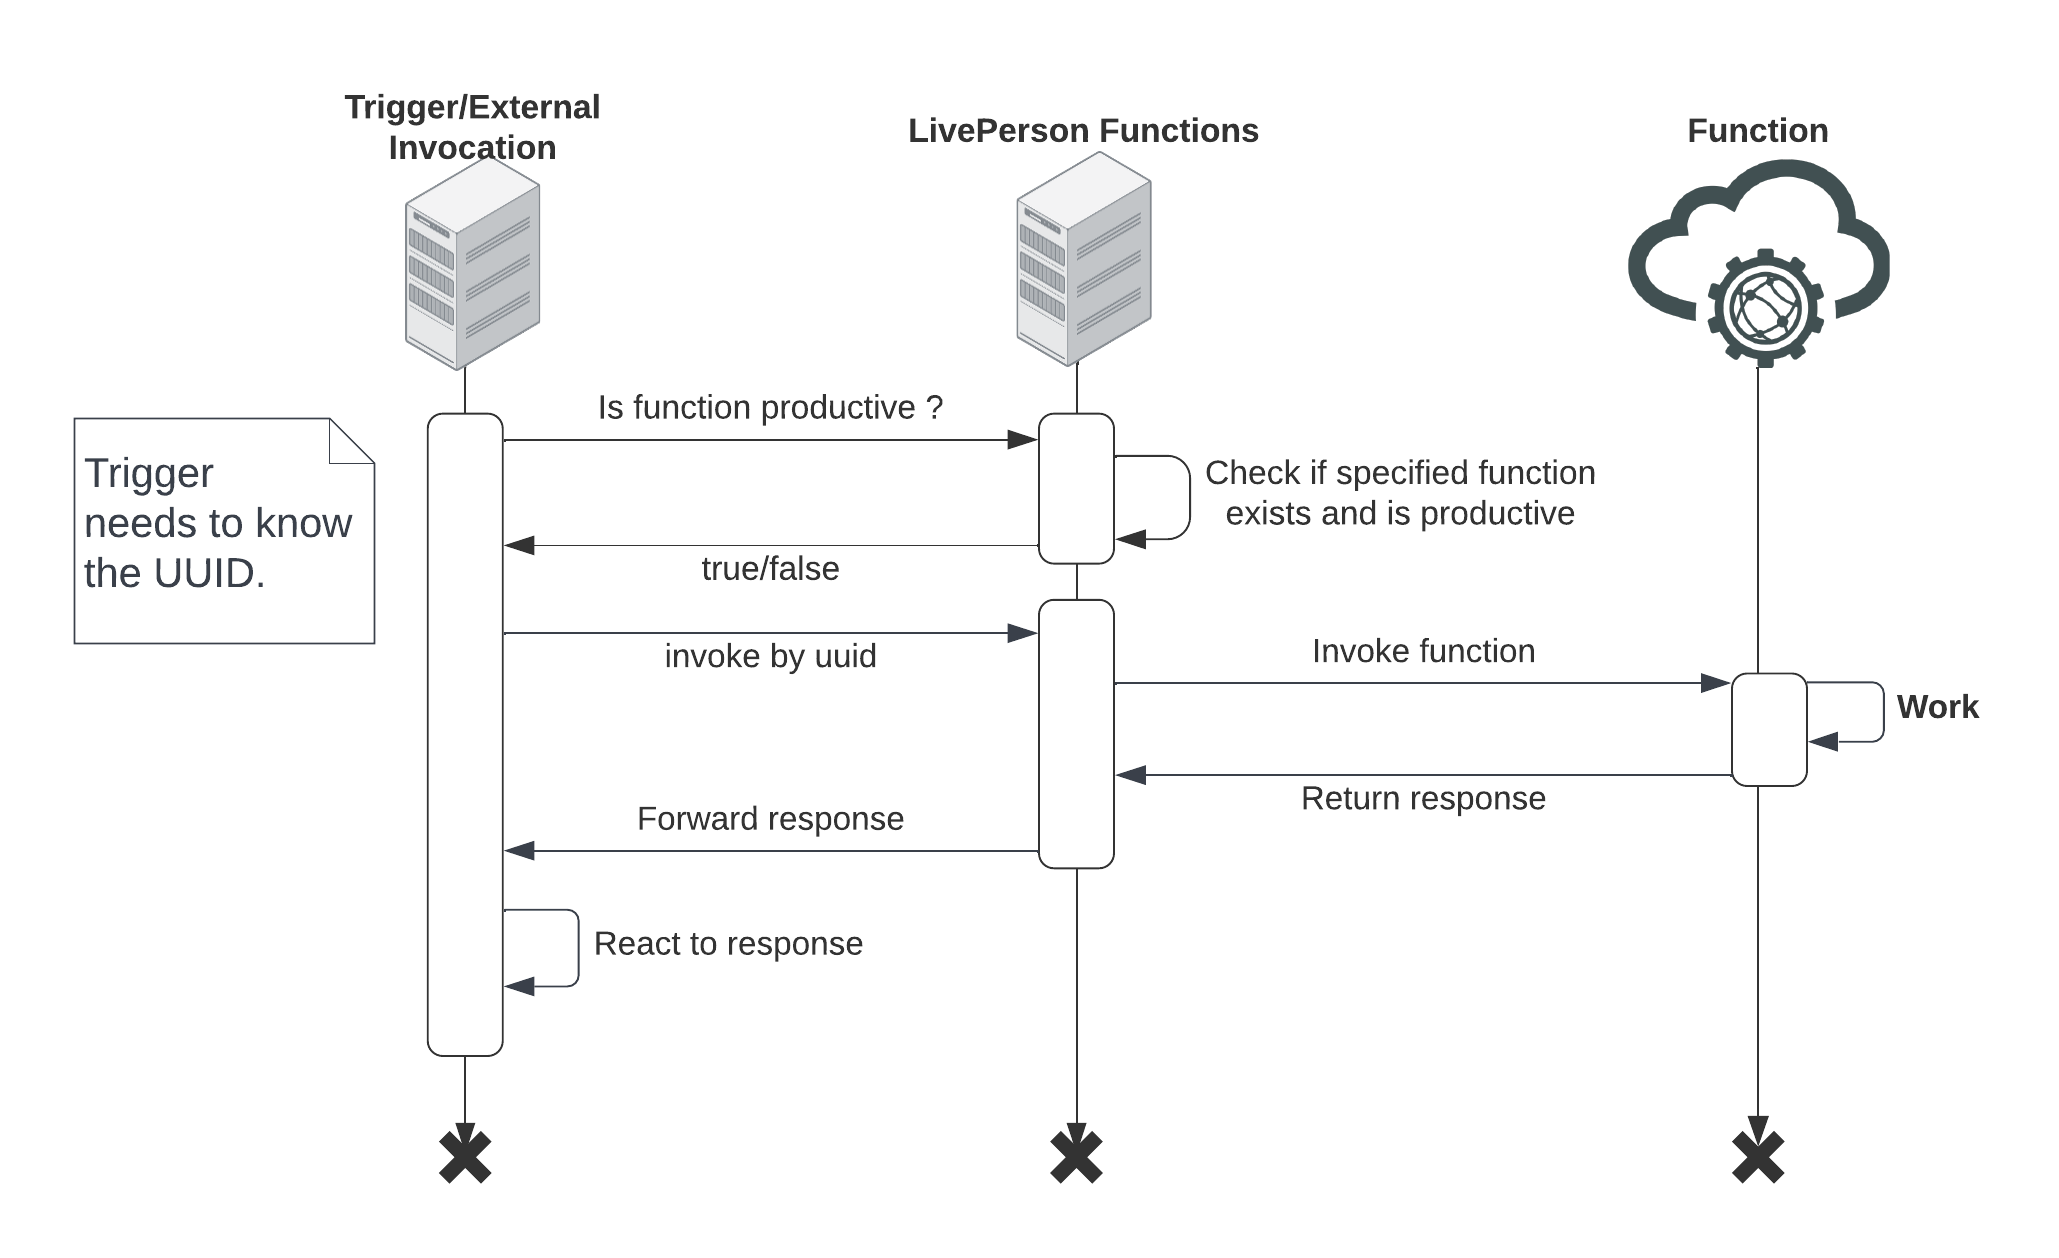 Trigger/External
Invocation
LivePerson Functions
Function
Is function productive ?
Trigger
needs to know
the UUID.
Check if specified function
exists and is productive
true/false
invoke by uuid
Invoke function
Work
Return response
Forward response
React to response